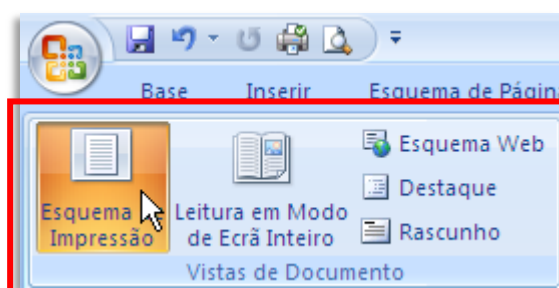 Base Inserir Esquema de Página
Esquema Impressão
Leitura em Modo de Ecrã Inteiro
Esquema Web
Destaque
Rascunho
Vistas de Documento